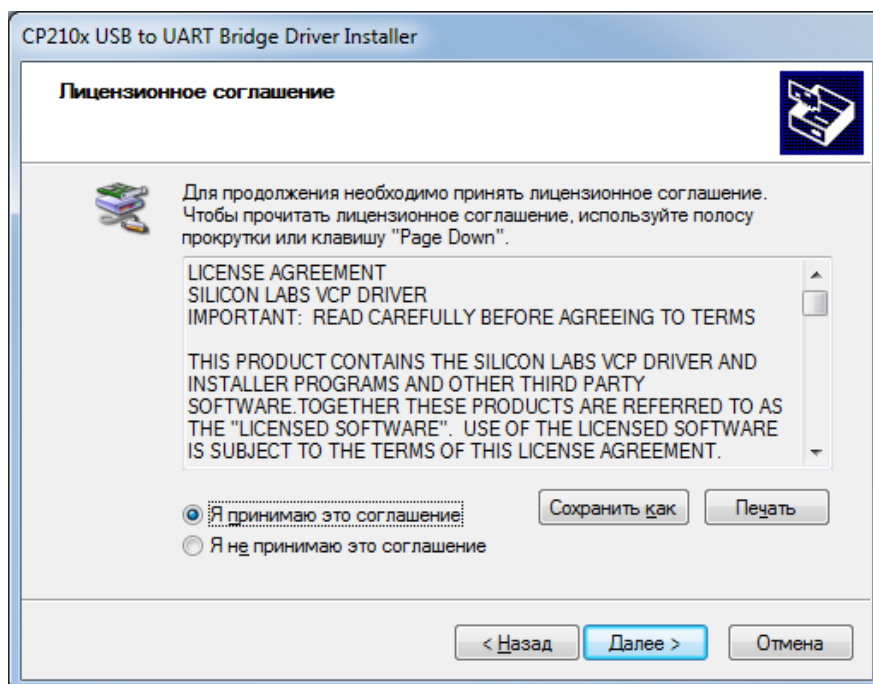 CP210x USB to UART Bridge Driver Installer
Лицензионное соглашение
Для продолжения необходимо принять лицензионное соглашение.
Чтобы прочитать лицензионное соглашение, используйте полосу
прокрутки или клавишу "Page Down".
LICENSE AGREEMENT
SILICON LABS VCP DRIVER
IMPORTANT:  READ CAREFULLY BEFORE AGREEING TO TERMS
THIS PRODUCT CONTAINS THE SILICON LABS VCP DRIVER AND
INSTALLER PROGRAMS AND OTHER THIRD PARTY
SOFTWARE.TOGETHER THESE PRODUCTS ARE REFERRED TO AS
THE "LICENSED SOFTWARE".  USE OF THE LICENSED SOFTWARE
IS SUBJECT TO THE TERMS OF THIS LICENSE AGREEMENT.
Я принимаю это соглашение
Сохранить как
Печать
Я не принимаю это соглашение
< Назад
Далее >
Отмена